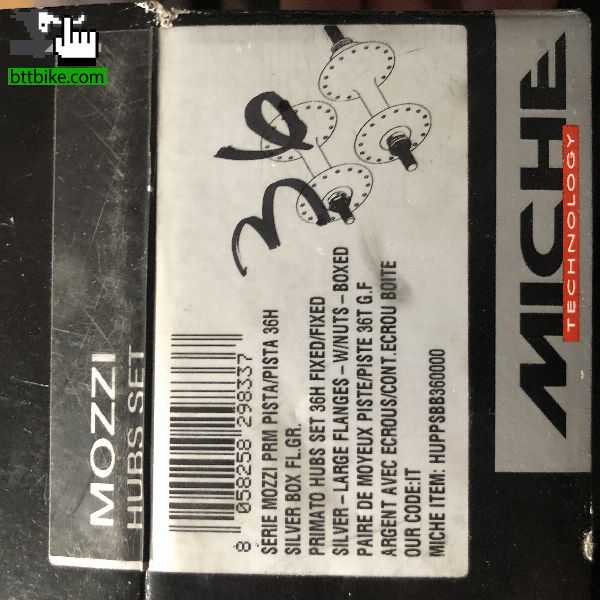 bttbike.com
MOZZI
HUBS SET
36
8 058258 298337
SERIE MOZZI PRM PISTA/PISTA 36H
SILVER BOX FL.GR.
PRIMATO HUBS SET 36H FIXED/FIXED
SILVER – LARGE FLANGES – W/NUTS – BOXED
PAIRE DE MOYEUX PISTE/PISTE 36T G.F
ARGENT AVEC ECROUS/CONT.ECROU BOITE
OUR CODE:IT
MICHE ITEM: HUPPSBB360000
MICHE
TECHNOLOGY